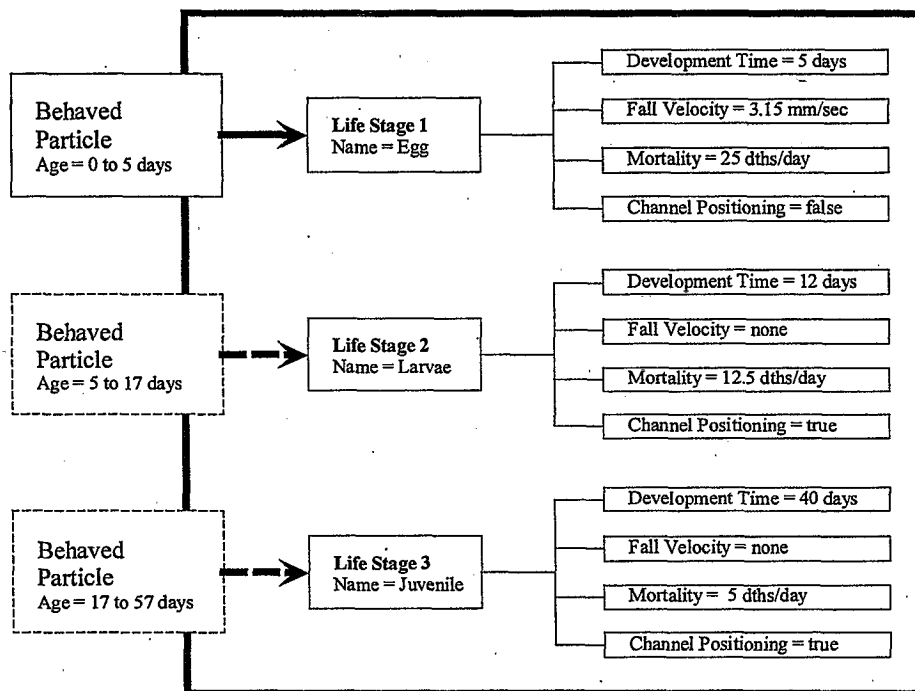 Behaved
Particle
Age = 0 to 5 days
Life Stage 1
Name = Egg
Development Time = 5 days
Fall Velocity = 3.15 mm/sec
Mortality = 25 dths/day
Channel Positioning = false
Behaved
Particle
Age = 5 to 17 days
Life Stage 2
Name = Larvae
Development Time = 12 days
Fall Velocity = none
Mortality = 12.5 dths/day
Channel Positioning = true
Behaved
Particle
Age = 17 to 57 days
Life Stage 3
Name = Juvenile
Development Time = 40 days
Fall Velocity = none
Mortality = 5 dths/day
Channel Positioning = true